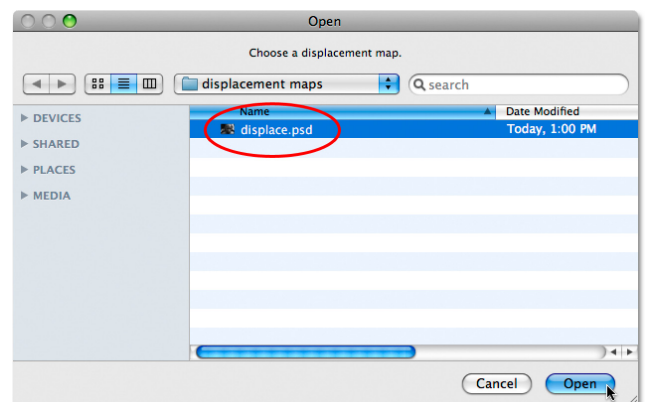 Open
Choose a displacement map.
displacement maps
search
Name
Date Modified
displace.psd
Today, 1:00 PM
DEVICES
SHARED
PLACES
MEDIA
Cancel
Open